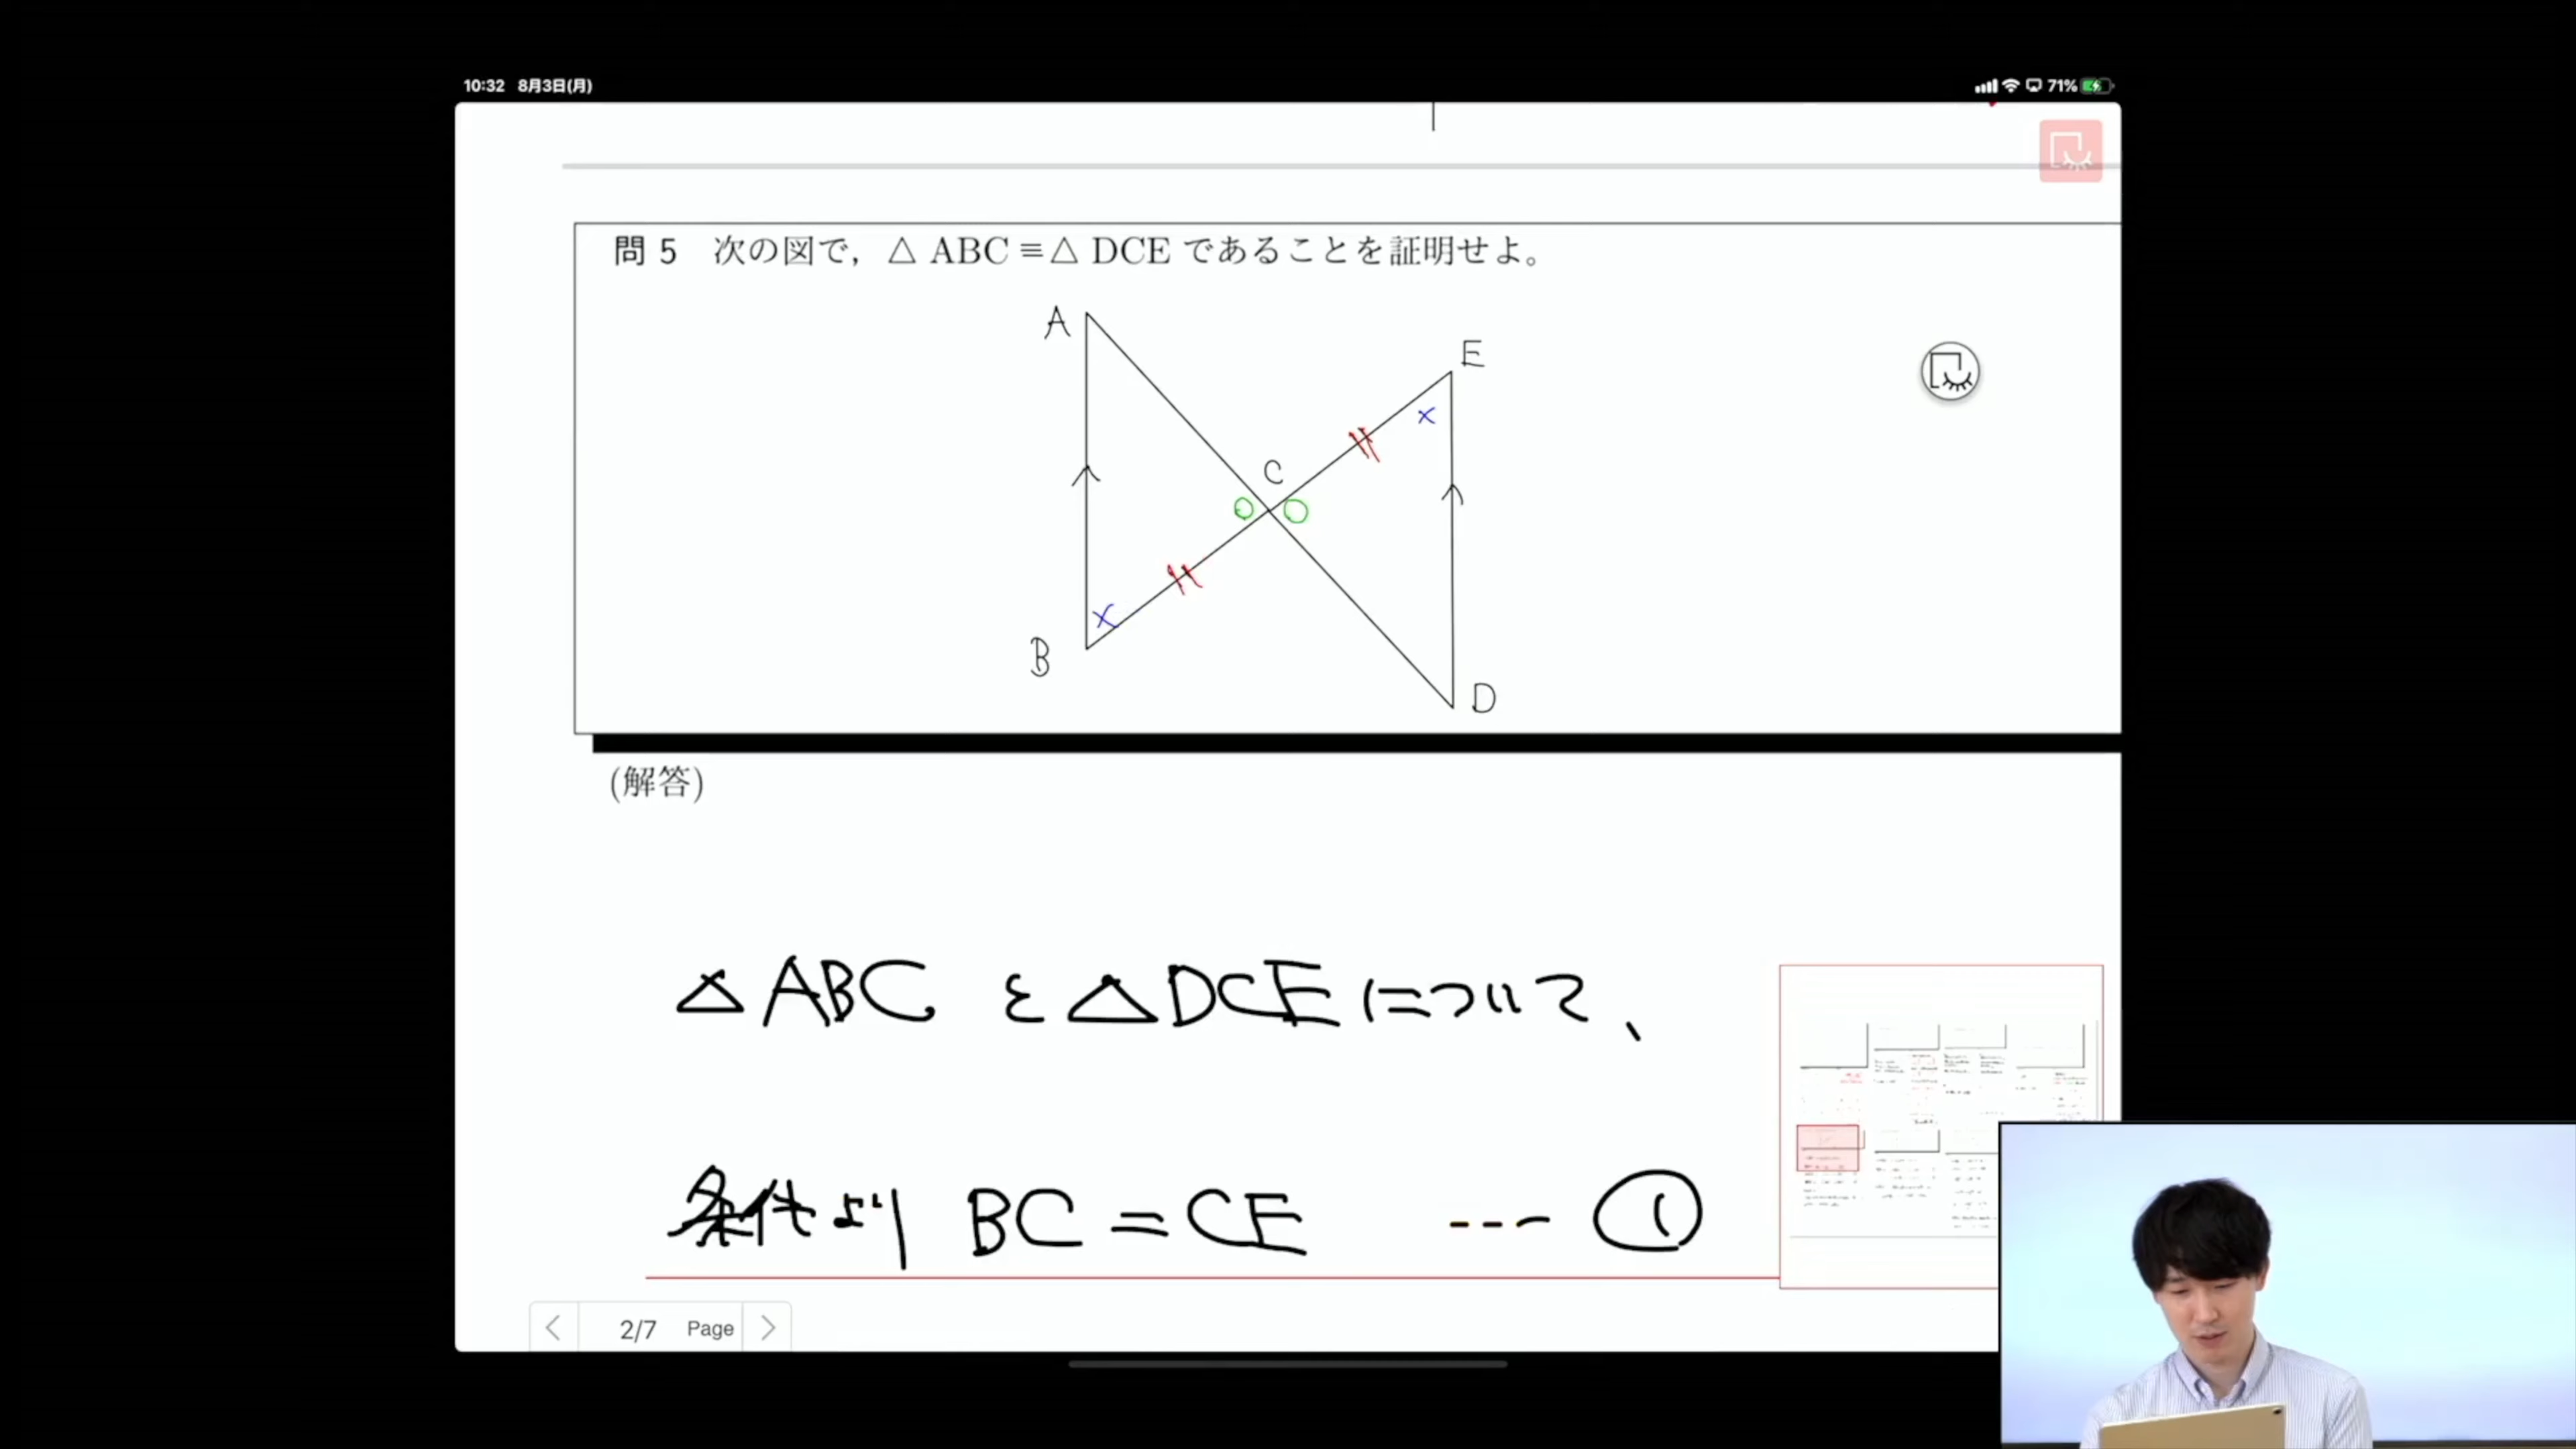 10:32 8月3日(月)
71%
問 5 次の図で，△ ABC ≡ △ DCE であることを証明せよ。
A
E
×
C
○ ○
×
B
D
(解答)
△ABC と △DCE について、
条件より BC = CE --- ①
2/7 Page